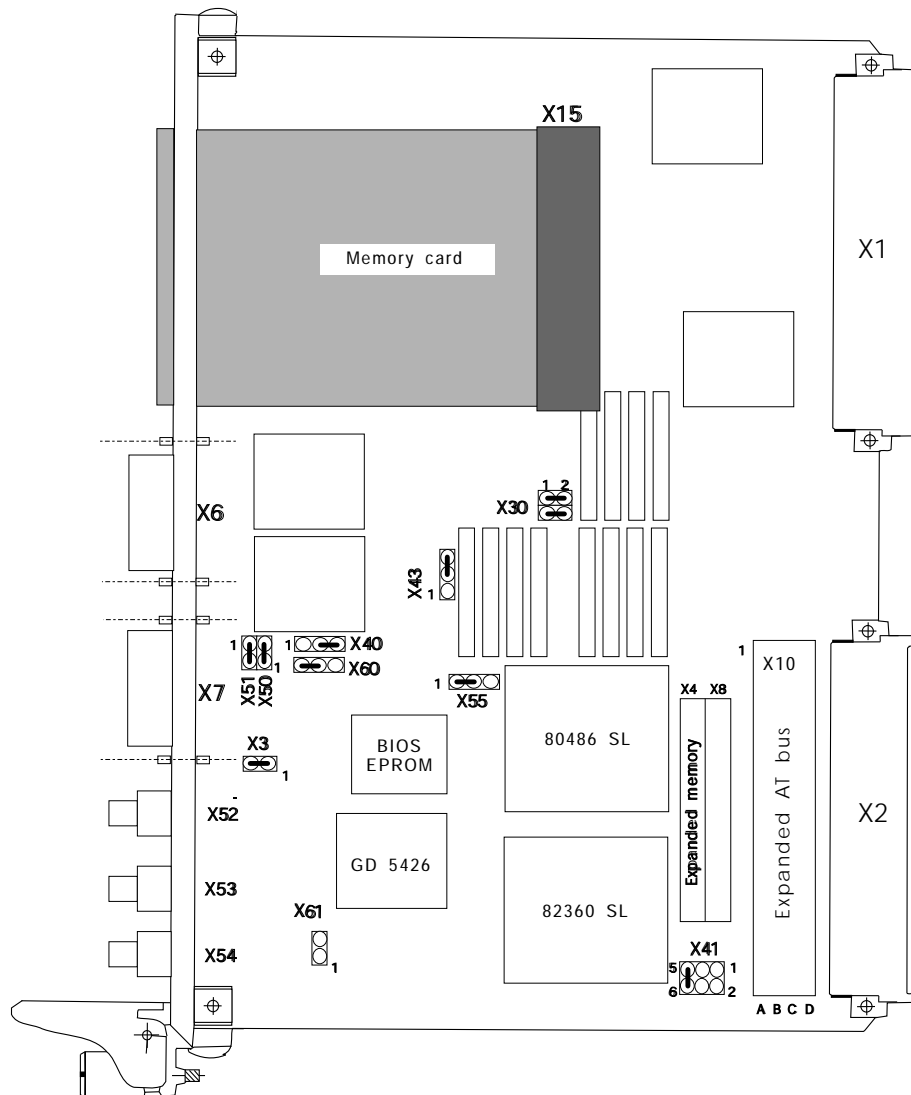 X15
Memory card
X1
1 2
X30
X6
X43
1
1
1
X40
X60
1
X51
X50
X7
1
X55
1
X10
X4 X8
80486 SL
BIOS
EPROM
X3
1
Expanded memory
Expanded AT bus
X2
X52
X53
GD 5426
82360 SL
X61
1
X54
X41
5
1
6
2
A B C D